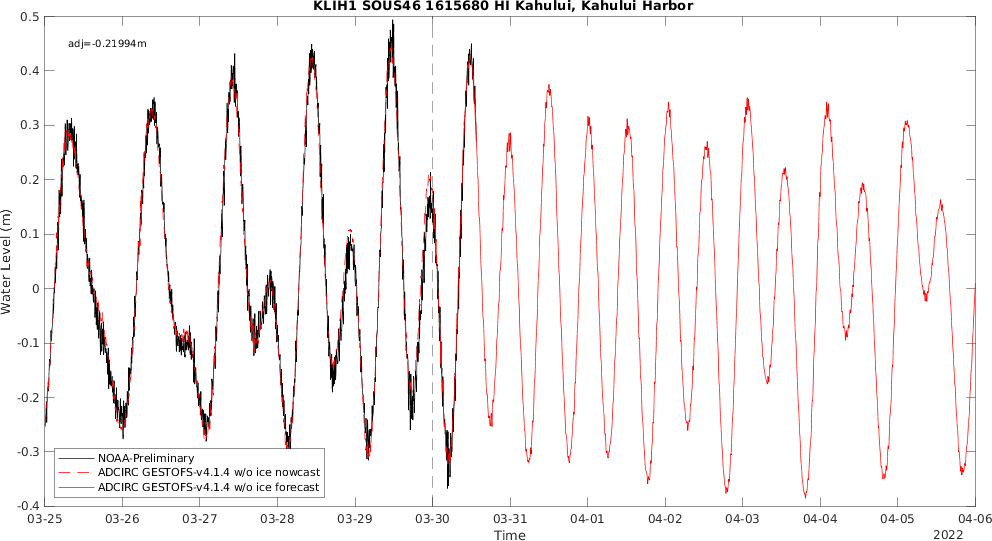 KLIH1 SOUS46 1615680 HI Kahului, Kahului Harbor
adj=-0.21994m
0.5
0.4
0.3
0.2
0.1
0
-0.1
-0.2
-0.3
-0.4
Water Level (m)
NOAA-Preliminary
ADCIRC GESTOFS-v4.1.4 w/o ice nowcast
ADCIRC GESTOFS-v4.1.4 w/o ice forecast
03-25 03-26 03-27 03-28 03-29 03-30 03-31 04-01 04-02 04-03 04-04 04-05 04-06
Time
2022